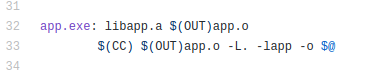 31
32 app.exe: libapp.a $(OUT)app.o
33 $(CC) $(OUT)app.o -L. -lapp -o $@
34